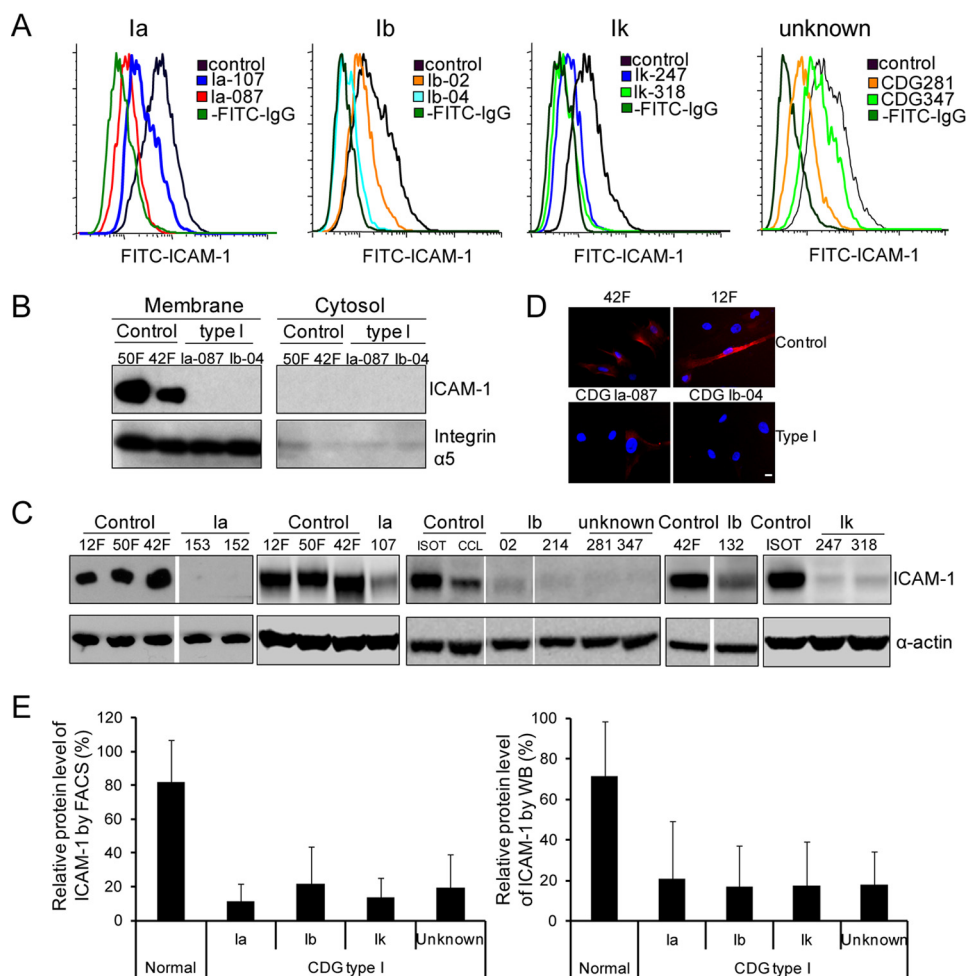 A
Ia
control
Ia-107
Ia-087
-FITC-IgG
FITC-ICAM-1
Ib
control
Ib-02
Ib-04
-FITC-IgG
FITC-ICAM-1
Ik
control
Ik-247
Ik-318
-FITC-IgG
FITC-ICAM-1
unknown
control
CDG281
CDG347
-FITC-IgG
FITC-ICAM-1
B
Membrane Cytosol
Control type I Control type I
50F 42F Ia-087 Ib-04 50F 42F Ia-087 Ib-04
ICAM-1
Integrin
α5
D
42F 12F
Control
CDG Ia-087 CDG Ib-04
Type I
C
Control Ia Control Ia Control Ib unknown Control Ib Control Ik
12F 50F 42F 153 152 12F 50F 42F 107 ISOT CCL 02 214 281 347 42F 132 ISOT 247 318
ICAM-1
α-actin
E
Relative protein level of
ICAM-1 by FACS (%)
120
100
80
60
40
20
0
Ia Ib Ik Unknown
Normal CDG type I
Relative protein level
of ICAM-1 by WB (%)
100
80
60
40
20
0
Ia Ib Ik Unknown
Normal CDG type I